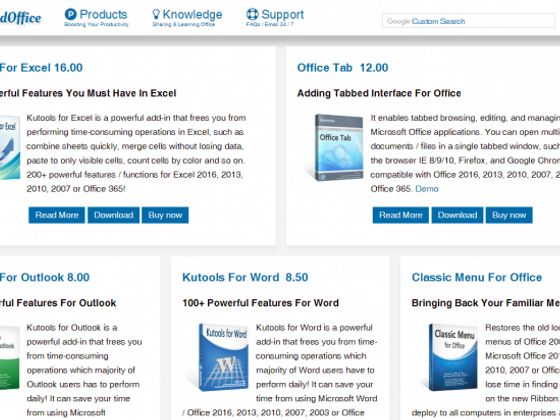 dOffice
Products
Boosting Your Productivity
Knowledge
Sharing & Learning Office
Support
FAQs / Email 24 / 7
Google Custom Search
For Excel 16.00
erful Features You Must Have In Excel
Kutools for Excel is a powerful add-in that frees you from
performing time-consuming operations in Excel, such as
combine sheets quickly, merge cells without losing data,
paste to only visible cells, count cells by color and so on.
200+ powerful features / functions for Excel 2016, 2013,
2010, 2007 or Office 365!
Read More
Download
Buy now
Office Tab 12.00
Adding Tabbed Interface For Office
Office Tab
It enables tabbed browsing, editing, and managing
Microsoft Office applications. You can open multi
documents / files in a single tabbed window, such
the browser IE 8/9/10, Firefox, and Google Chrom
compatible with Office 2016, 2013, 2010, 2007, 2
Office 365. Demo
Read More
Download
Buy now
For Outlook 8.00
rful Features For Outlook
Kutools for Outlook is a
powerful add-in that frees
you from time-consuming
operations which majority of
Outlook users has to perform
daily! It can save your time
from using Microsoft
Kutools For Word 8.50
100+ Powerful Features For Word
Kutools for Word
W
Kutools for Word is a powerful
add-in that frees you from time-
consuming operations which
majority of Word users have to
perform daily! It can save your
time from using Microsoft Word
/ Office 2016, 2013, 2010, 2007, 2003 or Office
Classic Menu For Office
Bringing Back Your Familiar Me
Classic Menu
for Office
Restores the old lo
menus of Office 200
Microsoft Office 201
2010, 2007 or Office
lose time in finding
on the new Ribbon
deploy to all computers in enterprises